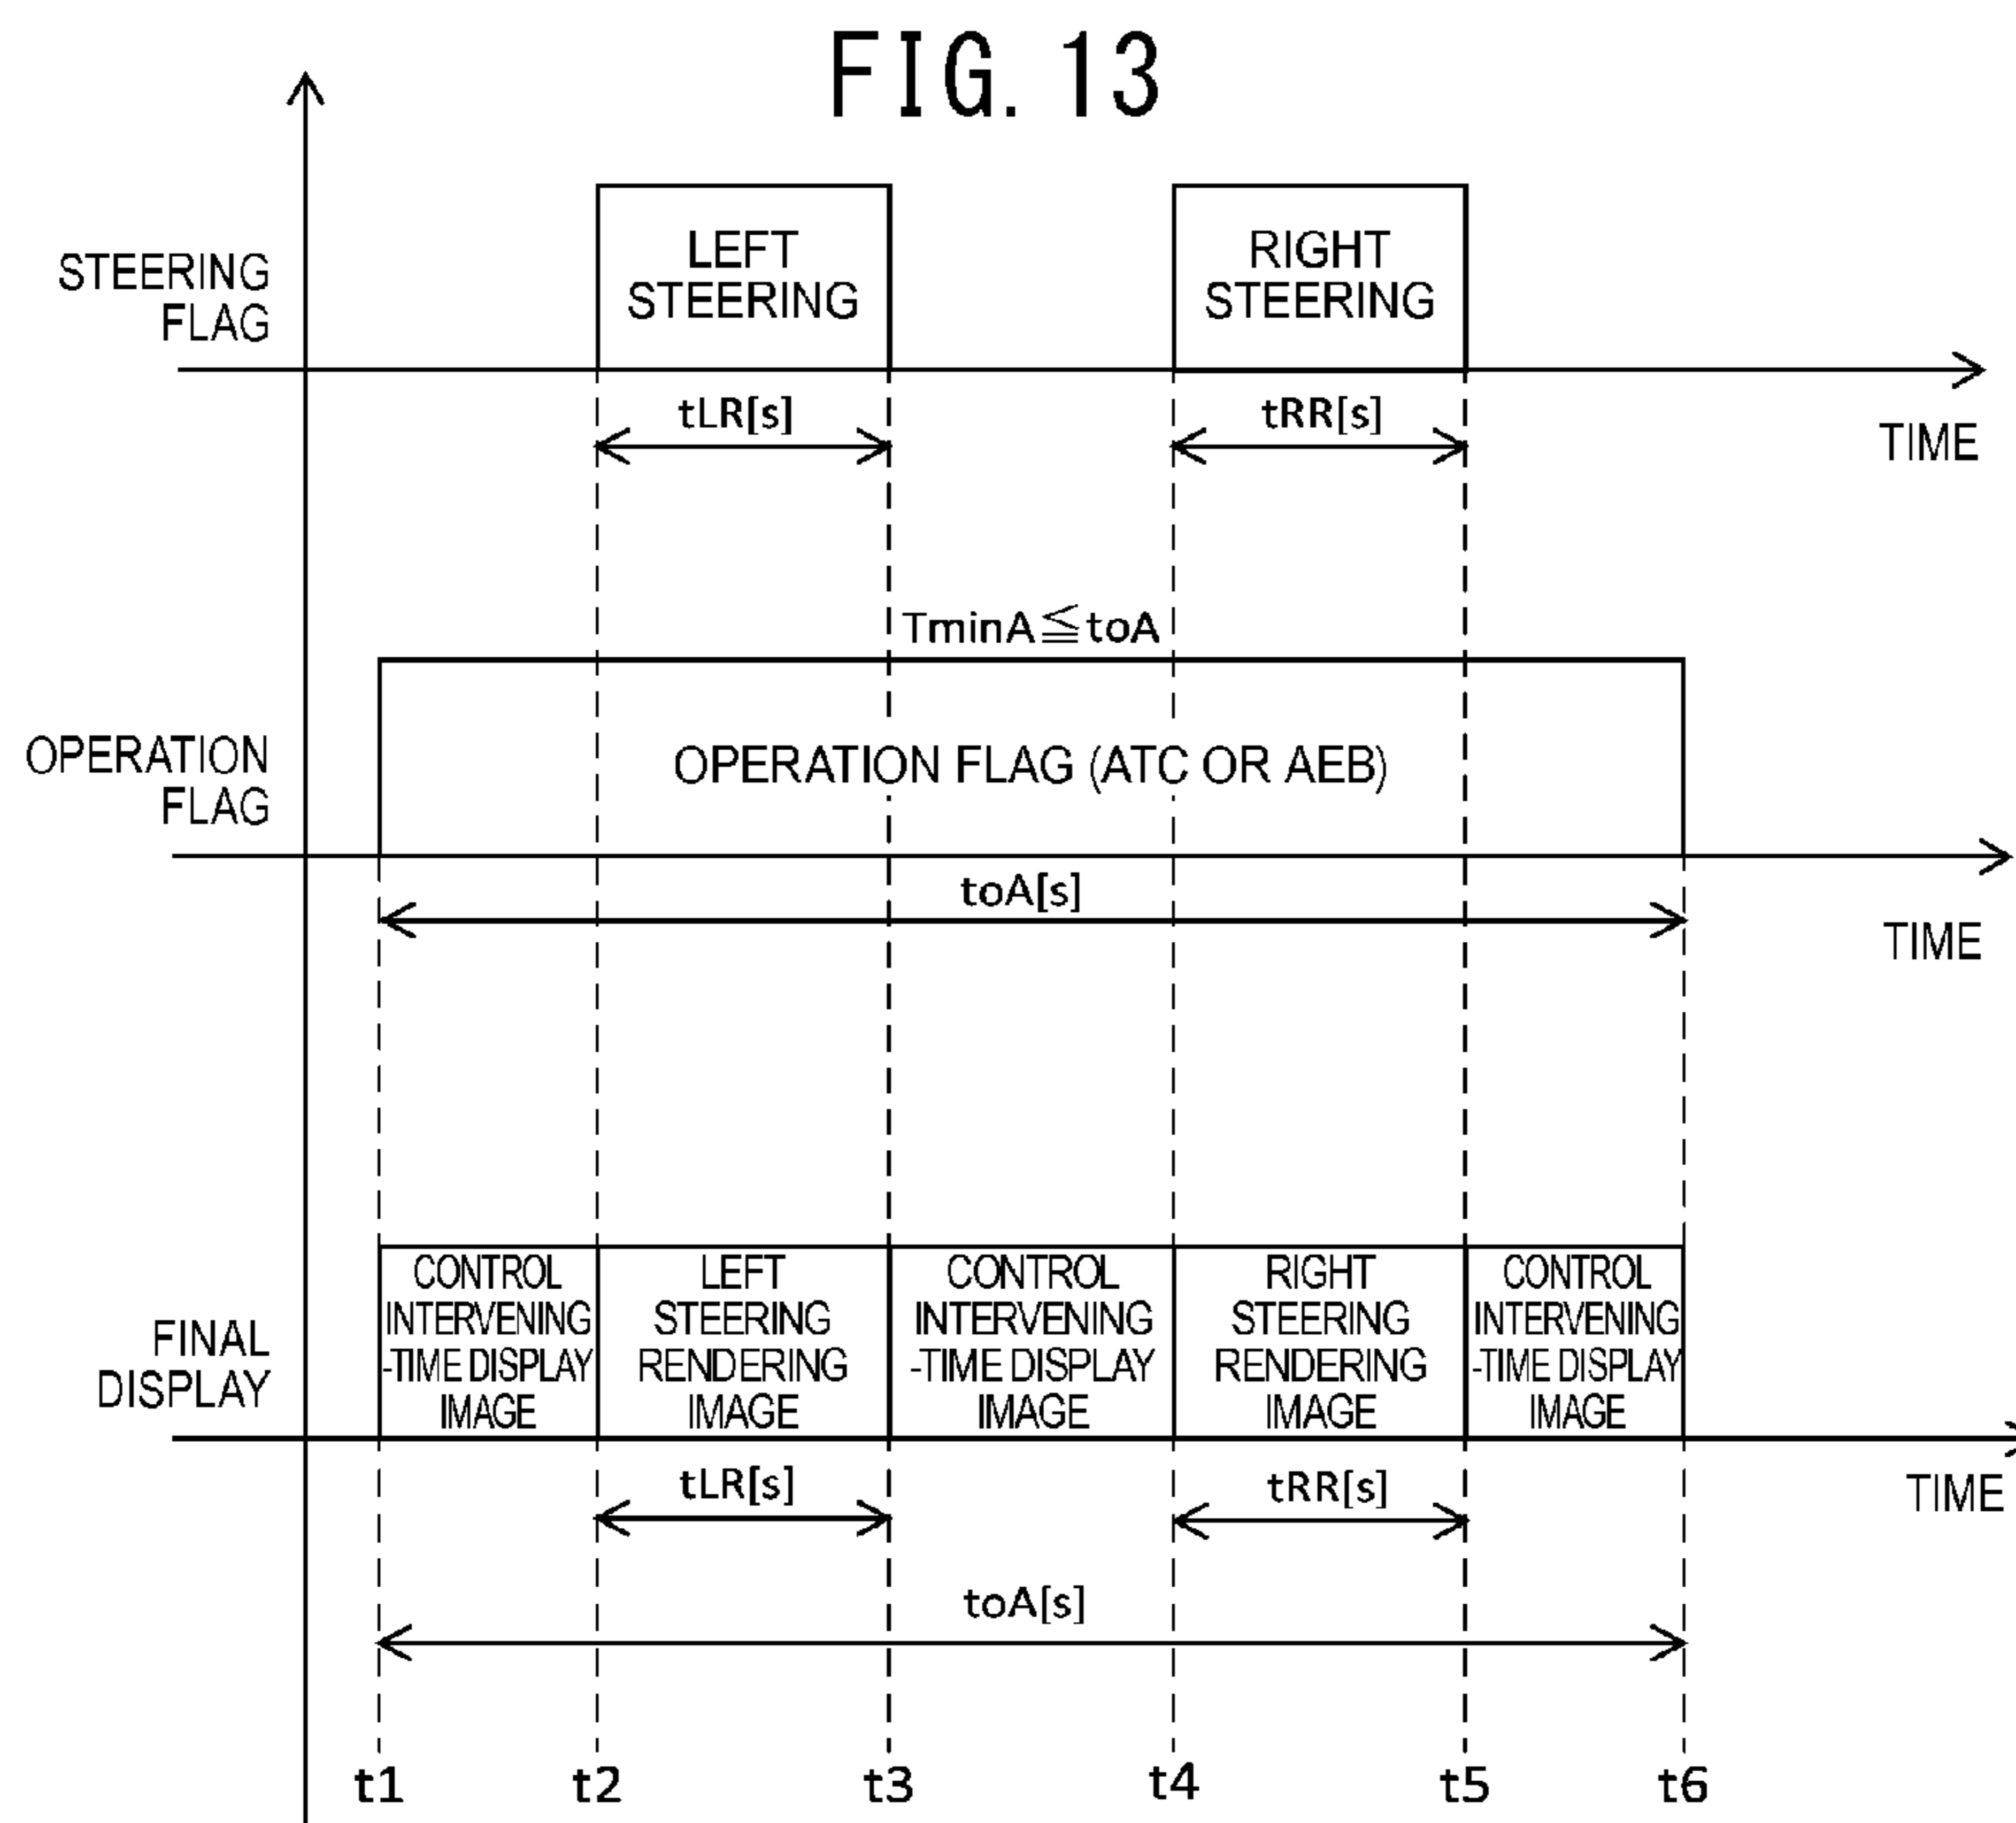 FIG. 13
STEERING
FLAG
LEFT
STEERING
RIGHT
STEERING
tLR[s]
tRR[s]
TIME
TminA≦toA
OPERATION
FLAG
OPERATION FLAG (ATC OR AEB)
toA[s]
TIME
FINAL
DISPLAY
CONTROL
INTERVENING
-TIME DISPLAY
IMAGE
LEFT
STEERING
RENDERING
IMAGE
CONTROL
INTERVENING
-TIME DISPLAY
IMAGE
RIGHT
STEERING
RENDERING
IMAGE
CONTROL
INTERVENING
-TIME DISPLAY
IMAGE
tLR[s]
tRR[s]
TIME
toA[s]
t1 t2 t3 t4 t5 t6